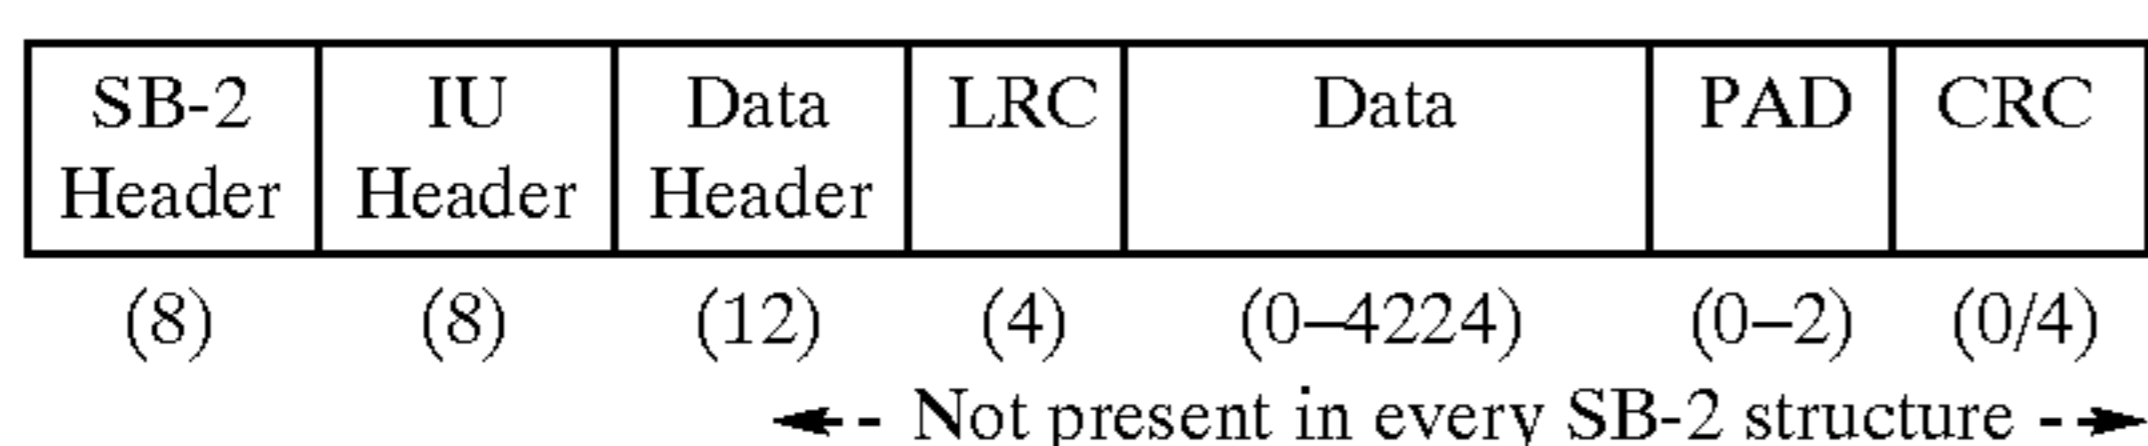 SB-2 IU Data LRC Data PAD CRC
Header Header Header
(8) (8) (12) (4) (0–4224) (0–2) (0/4)
Not present in every SB-2 structure